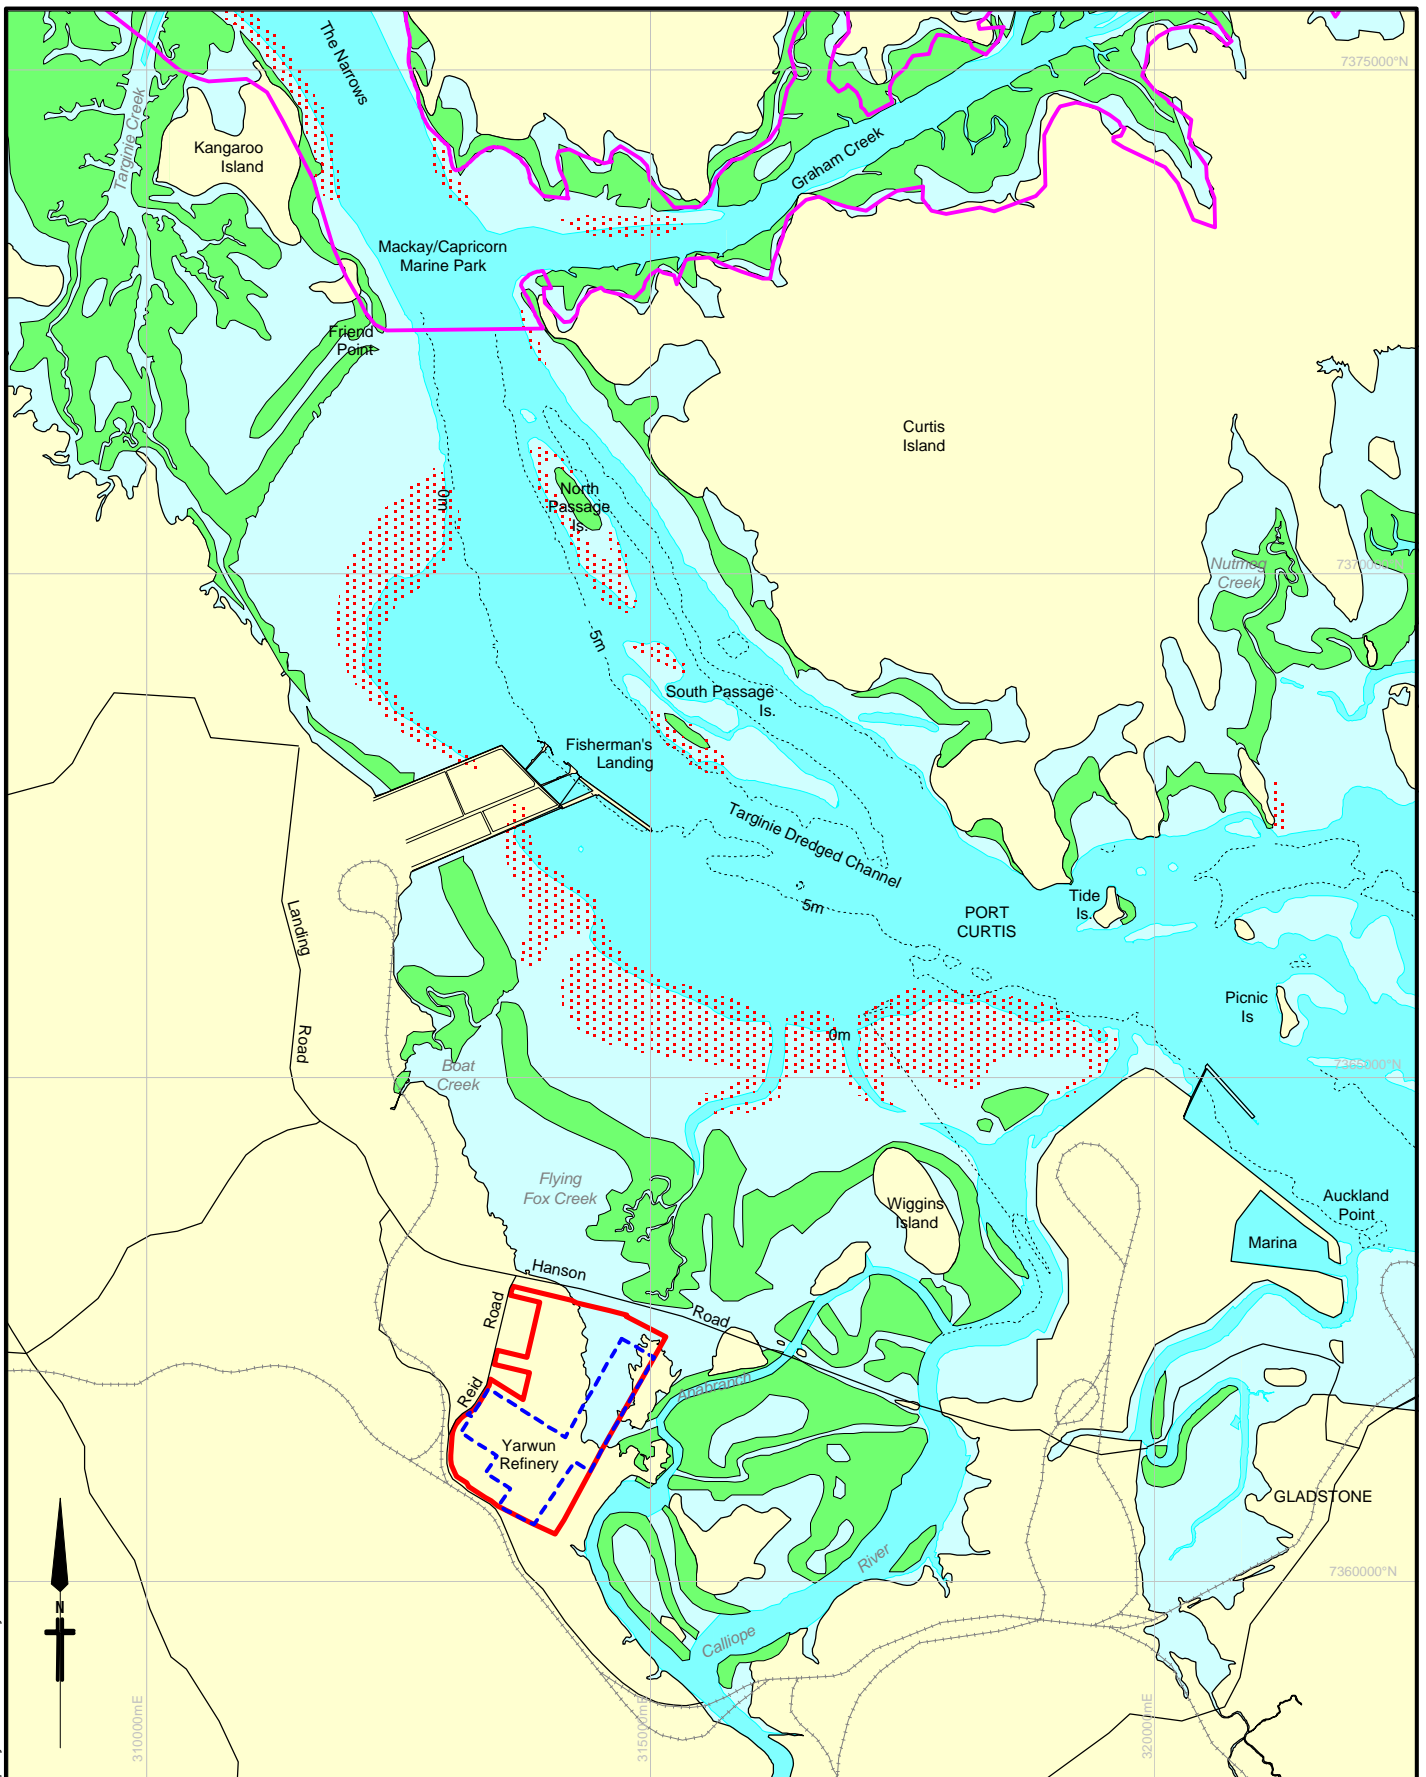 The Narrows
7375000°N
Targinie Creek
Kangaroo
Island
Graham Creek
Mackay/Capricorn
Marine Park
Friend
Point
Curtis
Island
0m
North
Passage
Is.
Nutmeg
Creek
7370000°N
5m
South Passage
Is.
Fisherman's
Landing
Targinie Dredged Channel
5m
Tide
Is.
PORT
CURTIS
Landing
Road
Picnic
Is
0m
Boat
Creek
7365000°N
Flying
Fox Creek
Wiggins
Island
Auckland
Point
Marina
Hanson
Road
Road
Reid
Anabranch
Yarwun
Refinery
GLADSTONE
River
7360000°N
Calliope
N
310000mE
315000mE
320000mE